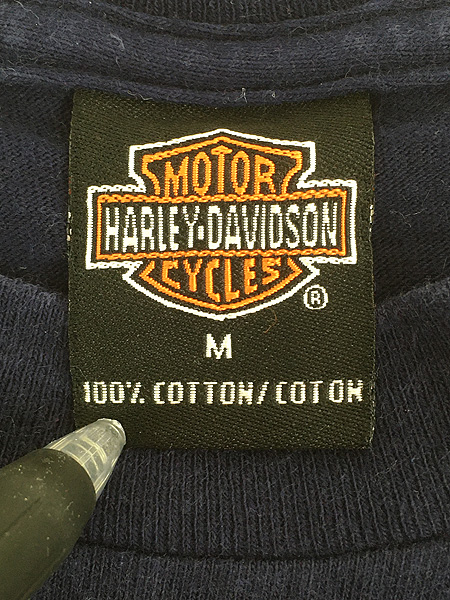 MOTOR
HARLEY-DAVIDSON
CYCLES
®
M
100% COTTON/COTON